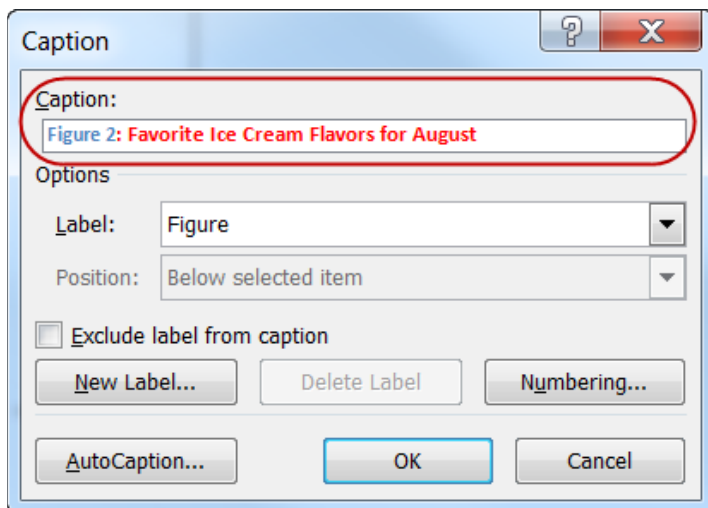 Caption
?
X
Caption:
Figure 2: Favorite Ice Cream Flavors for August
Options
Label: Figure
Position: Below selected item
Exclude label from caption
New Label... Delete Label Numbering...
AutoCaption... OK Cancel